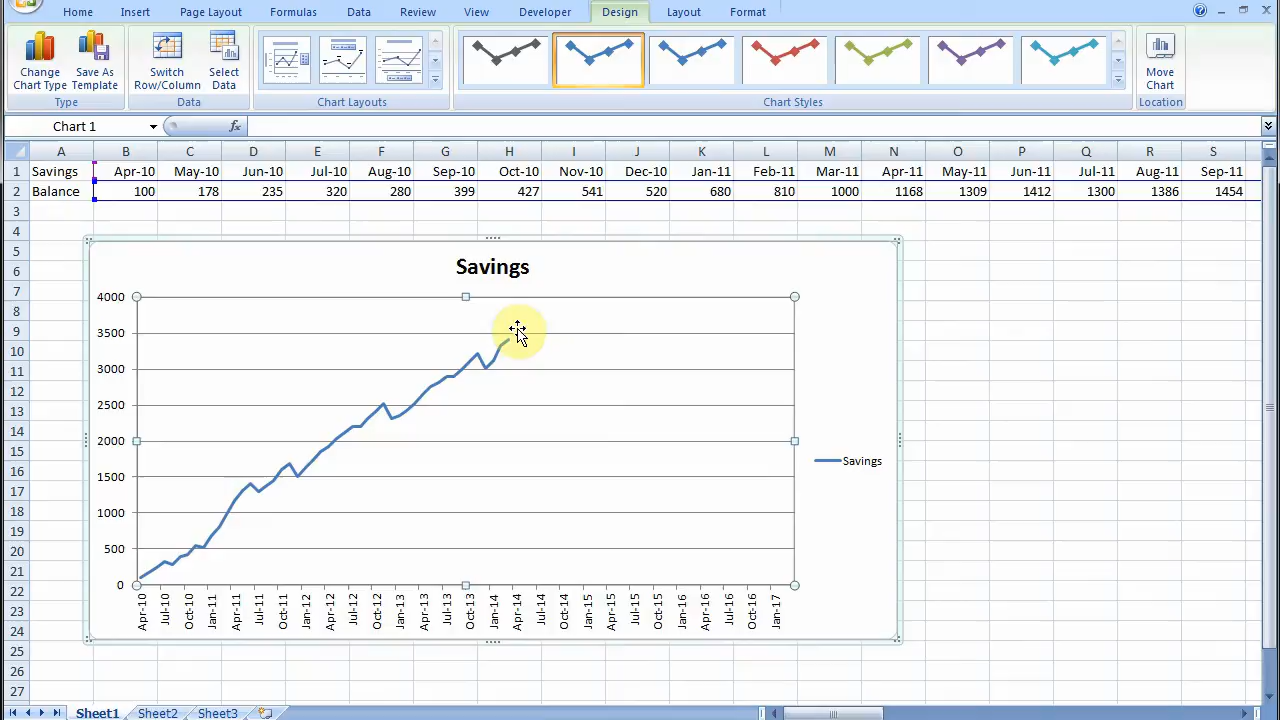 Home Insert Page Layout Formulas Data Review View Developer Design Layout Format
Change Chart Type
Save As Template
Switch Row/Column
Select Data
Move Chart
Type Data Chart Layouts Chart Styles Location
Chart 1 fx
A B C D E F G H I J K L M N O P Q R S
1 Savings Apr-10 May-10 Jun-10 Jul-10 Aug-10 Sep-10 Oct-10 Nov-10 Dec-10 Jan-11 Feb-11 Mar-11 Apr-11 May-11 Jun-11 Jul-11 Aug-11 Sep-11
2 Balance 100 178 235 320 280 399 427 541 520 680 810 1000 1168 1309 1412 1300 1386 1454
3
4
5
6
7
8
9
10
11
12
13
14
15
16
17
18
19
20
21
22
23
24
25
26
27
Savings
4000
3500
3000
2500
2000
1500
1000
500
0
Savings
Apr-10 Jul-10 Oct-10 Jan-11 Apr-11 Jul-11 Oct-11 Jan-12 Apr-12 Jul-12 Oct-12 Jan-13 Apr-13 Jul-13 Oct-13 Jan-14 Apr-14 Jul-14 Oct-14 Jan-15 Apr-15 Jul-15 Oct-15 Jan-16 Apr-16 Jul-16 Oct-16 Jan-17
Sheet1 Sheet2 Sheet3